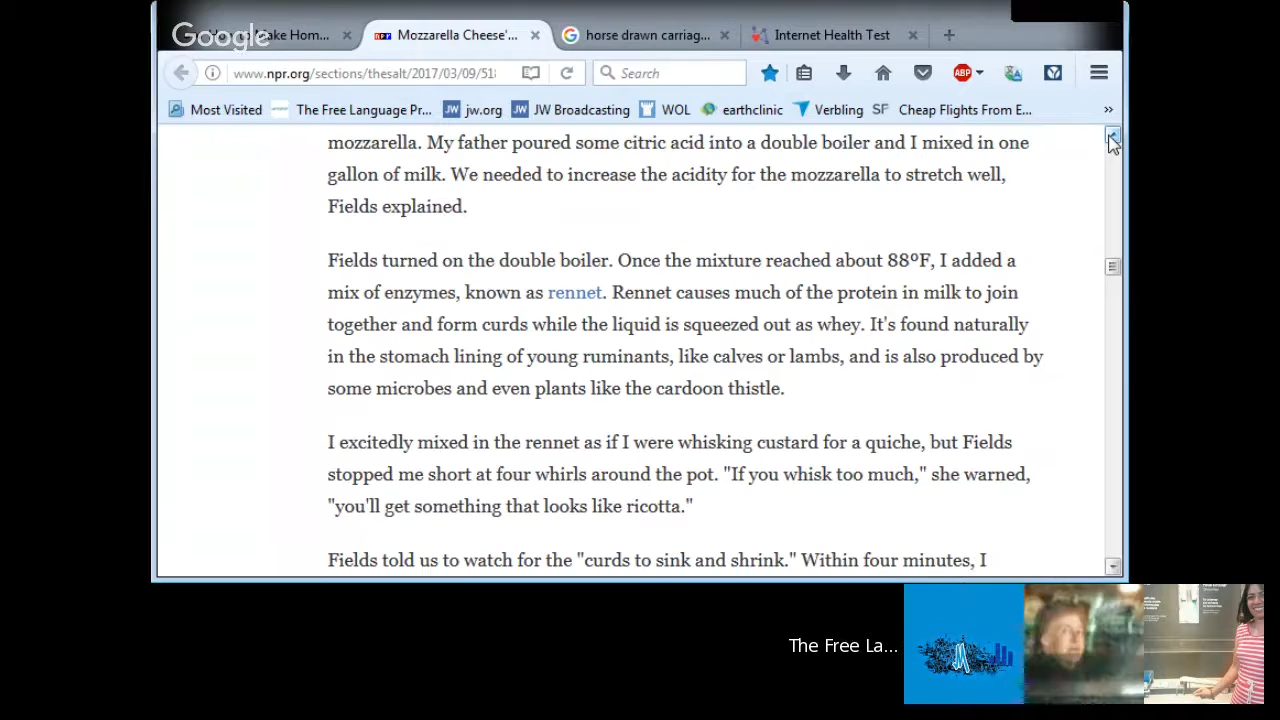 Google
to Make Hom...
Mozzarella Cheese'...
horse drawn carriag...
Internet Health Test
www.npr.org/sections/thesalt/2017/03/09/51
Search
ABP
Most Visited
The Free Language Pr...
JW jw.org
JW JW Broadcasting
WOL
earthclinic
Verbling
SF Cheap Flights From E...
mozzarella. My father poured some citric acid into a double boiler and I mixed in one
gallon of milk. We needed to increase the acidity for the mozzarella to stretch well,
Fields explained.
Fields turned on the double boiler. Once the mixture reached about 88ºF, I added a
mix of enzymes, known as rennet. Rennet causes much of the protein in milk to join
together and form curds while the liquid is squeezed out as whey. It's found naturally
in the stomach lining of young ruminants, like calves or lambs, and is also produced by
some microbes and even plants like the cardoon thistle.
I excitedly mixed in the rennet as if I were whisking custard for a quiche, but Fields
stopped me short at four whirls around the pot. "If you whisk too much," she warned,
"you'll get something that looks like ricotta."
Fields told us to watch for the "curds to sink and shrink." Within four minutes, I
The Free La...